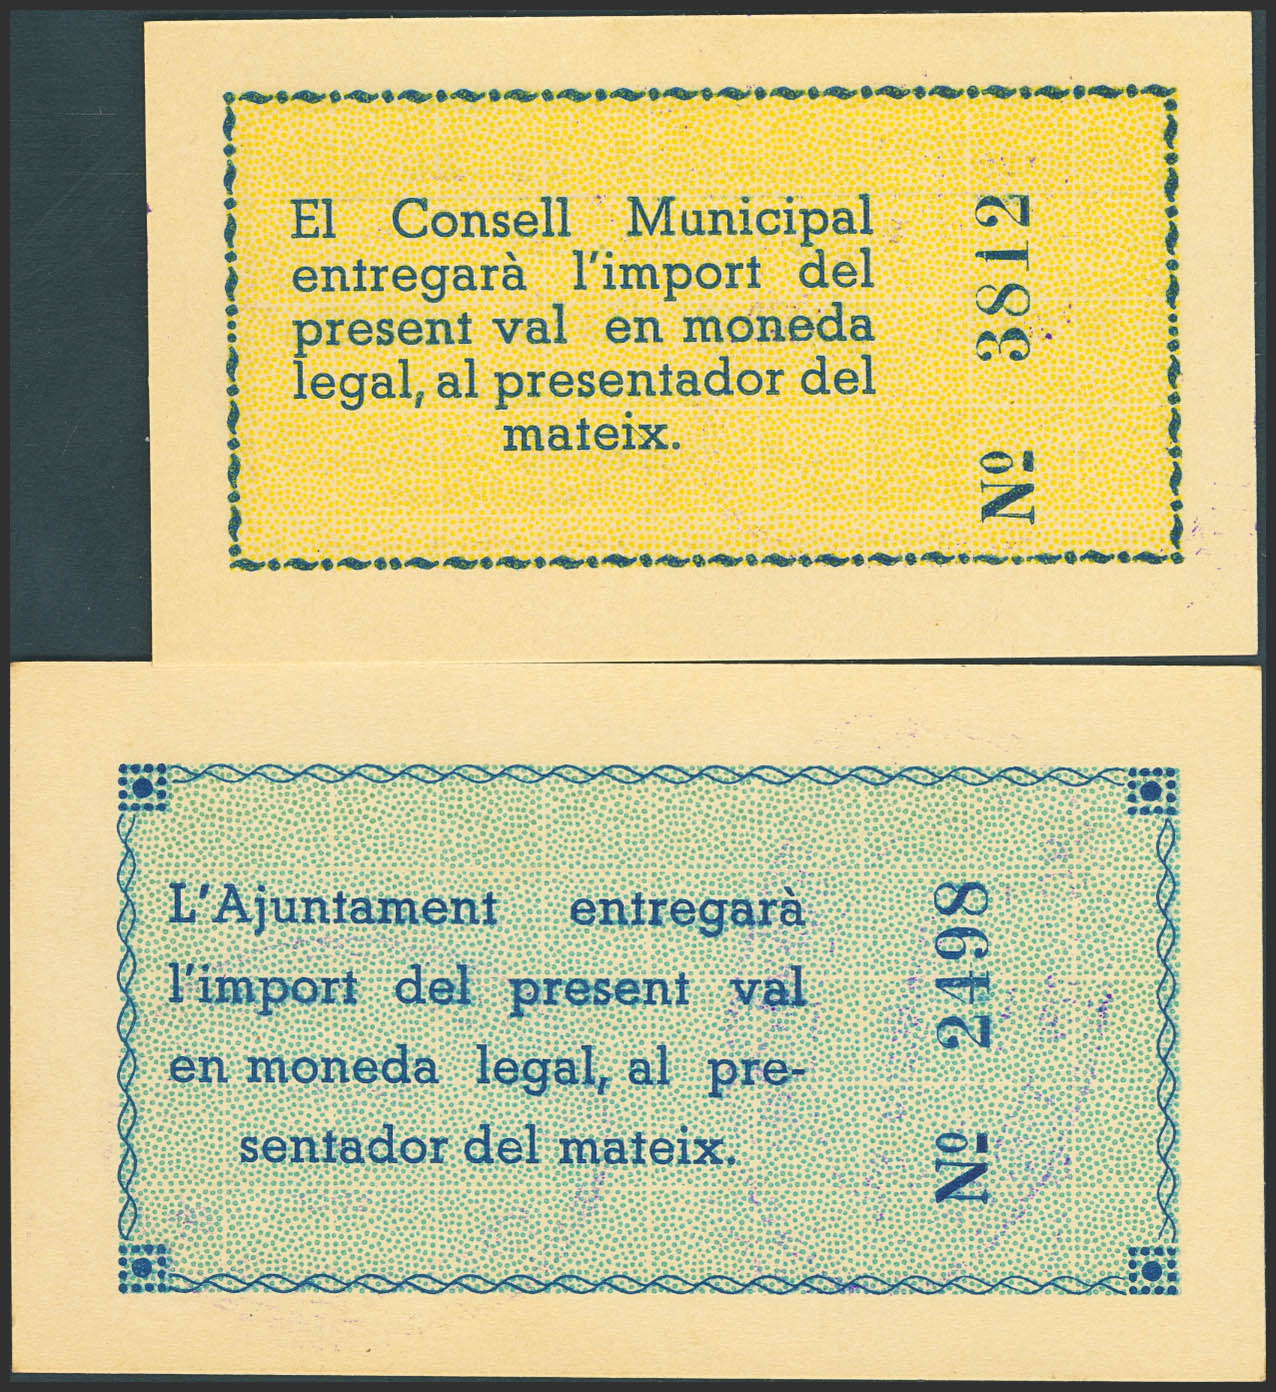 El Consell Municipal
entregarà l'import del
present val en moneda
legal, al presentador del
mateix.
Nº 3812
L'Ajuntament entregarà
l'import del present val
en moneda legal, al pre-
sentador del mateix.
Nº 2498